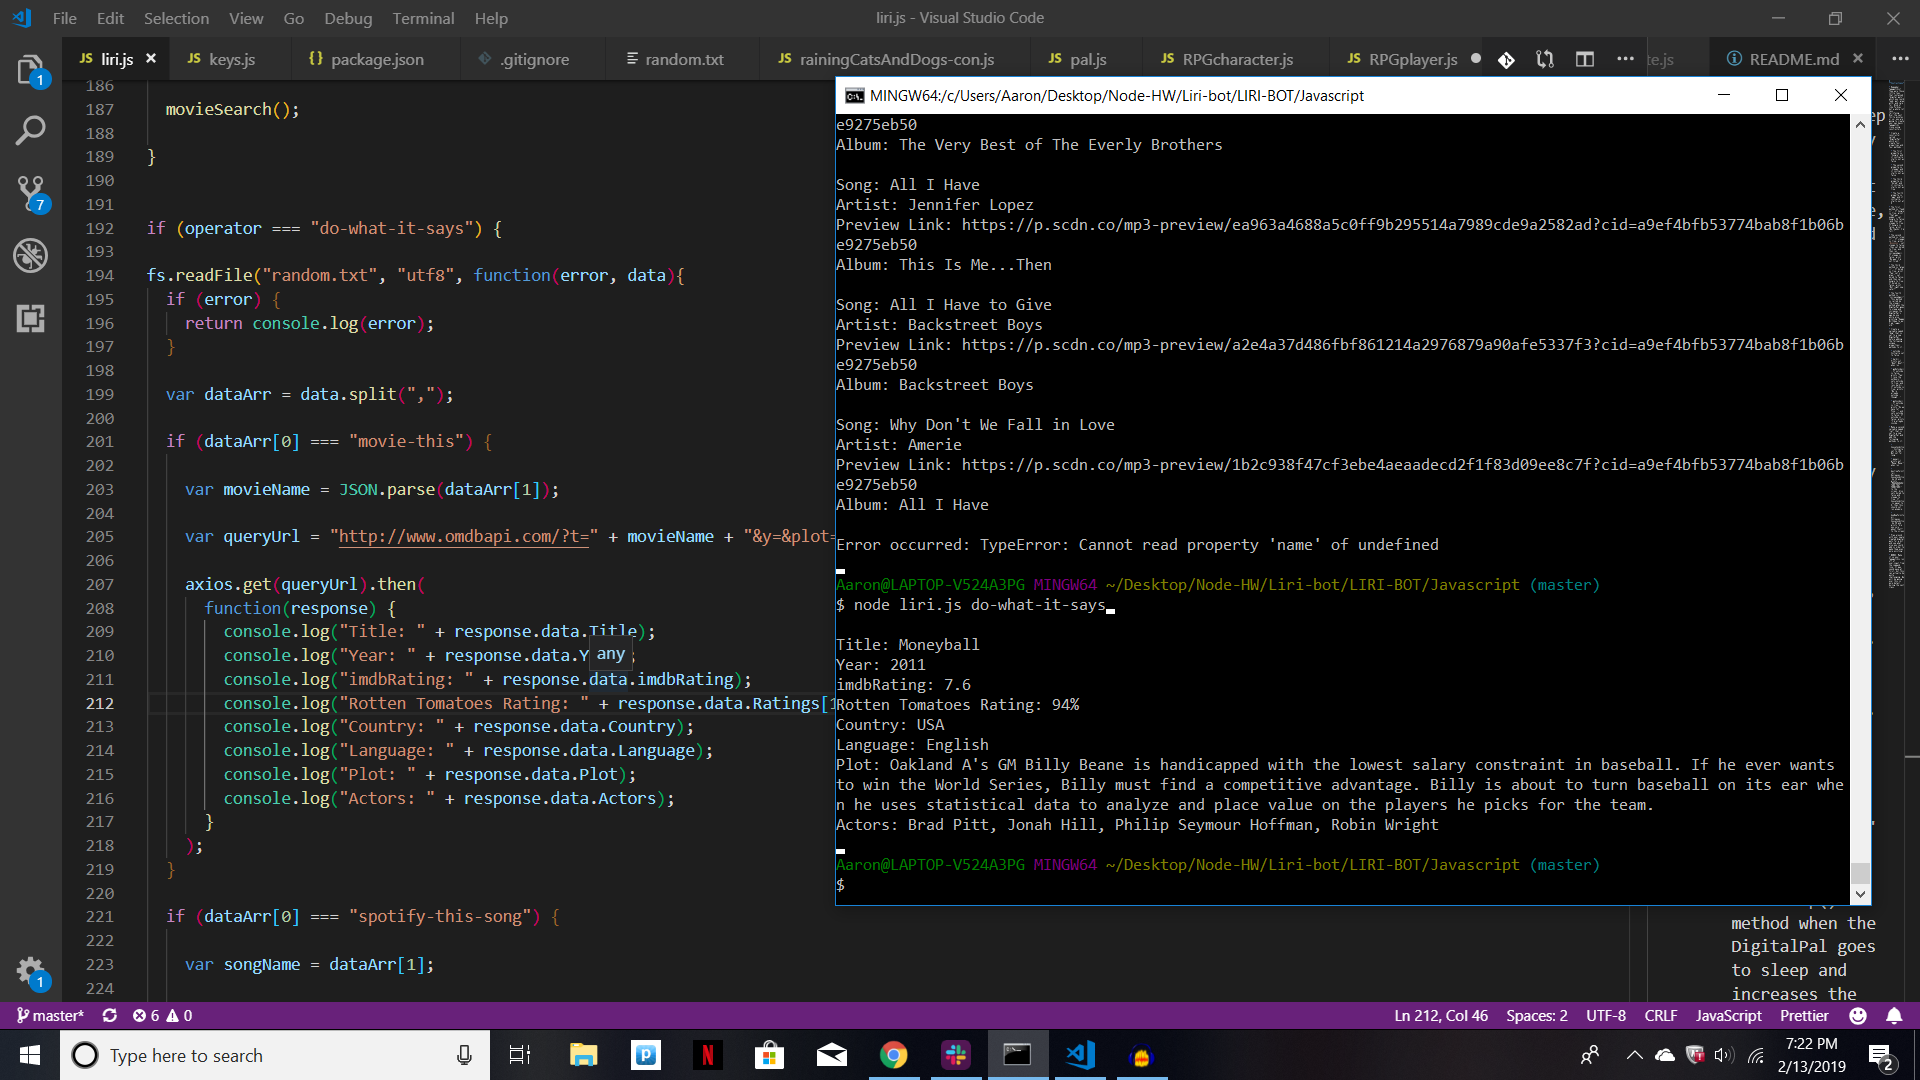 File Edit Selection View Go Debug Terminal Help
liri.js - Visual Studio Code
JS liri.js
JS keys.js
{} package.json
.gitignore
random.txt
JS rainingCatsAndDogs-con.js
JS pal.js
JS RPGcharacter.js
JS RPGplayer.js
te.js
README.md
186
187 movieSearch();
188
189 }
190
191
192 if (operator === "do-what-it-says") {
193
194 fs.readFile("random.txt", "utf8", function(error, data){
195 if (error) {
196 return console.log(error);
197 }
198
199 var dataArr = data.split(",");
200
201 if (dataArr[0] === "movie-this") {
202
203 var movieName = JSON.parse(dataArr[1]);
204
205 var queryUrl = "http://www.omdbapi.com/?t=" + movieName + "&y=&plot=
206
207 axios.get(queryUrl).then(
208 function(response) {
209 console.log("Title: " + response.data.Title);
210 console.log("Year: " + response.data.Y
any
211 console.log("imdbRating: " + response.data.imdbRating);
212 console.log("Rotten Tomatoes Rating: " + response.data.Ratings[1
213 console.log("Country: " + response.data.Country);
214 console.log("Language: " + response.data.Language);
215 console.log("Plot: " + response.data.Plot);
216 console.log("Actors: " + response.data.Actors);
217 }
218 );
219 }
220
221 if (dataArr[0] === "spotify-this-song") {
222
223 var songName = dataArr[1];
224
MINGW64:/c/Users/Aaron/Desktop/Node-HW/Liri-bot/LIRI-BOT/Javascript
e9275eb50
Album: The Very Best of The Everly Brothers
Song: All I Have
Artist: Jennifer Lopez
Preview Link: https://p.scdn.co/mp3-preview/ea963a4688a5c0ff9b295514a7989cde9a2582ad?cid=a9ef4bfb53774bab8f1b06b
e9275eb50
Album: This Is Me...Then
Song: All I Have to Give
Artist: Backstreet Boys
Preview Link: https://p.scdn.co/mp3-preview/a2e4a37d486fbf861214a2976879a90afe5337f3?cid=a9ef4bfb53774bab8f1b06b
e9275eb50
Album: Backstreet Boys
Song: Why Don't We Fall in Love
Artist: Amerie
Preview Link: https://p.scdn.co/mp3-preview/1b2c938f47cf3ebe4aeaadecd2f1f83d09ee8c7f?cid=a9ef4bfb53774bab8f1b06b
e9275eb50
Album: All I Have
Error occurred: TypeError: Cannot read property 'name' of undefined
Aaron@LAPTOP-V524A3PG MINGW64 ~/Desktop/Node-HW/Liri-bot/LIRI-BOT/Javascript (master)
$ node liri.js do-what-it-says
Title: Moneyball
Year: 2011
imdbRating: 7.6
Rotten Tomatoes Rating: 94%
Country: USA
Language: English
Plot: Oakland A's GM Billy Beane is handicapped with the lowest salary constraint in baseball. If he ever wants
to win the World Series, Billy must find a competitive advantage. Billy is about to turn baseball on its ear whe
n he uses statistical data to analyze and place value on the players he picks for the team.
Actors: Brad Pitt, Jonah Hill, Philip Seymour Hoffman, Robin Wright
Aaron@LAPTOP-V524A3PG MINGW64 ~/Desktop/Node-HW/Liri-bot/LIRI-BOT/Javascript (master)
$
ep
method when the
DigitalPal goes
to sleep and
increases the
1
7
1
master*
6 0
Ln 212, Col 46
Spaces: 2
UTF-8
CRLF
JavaScript
Prettier
Type here to search
7:22 PM
2/13/2019
2